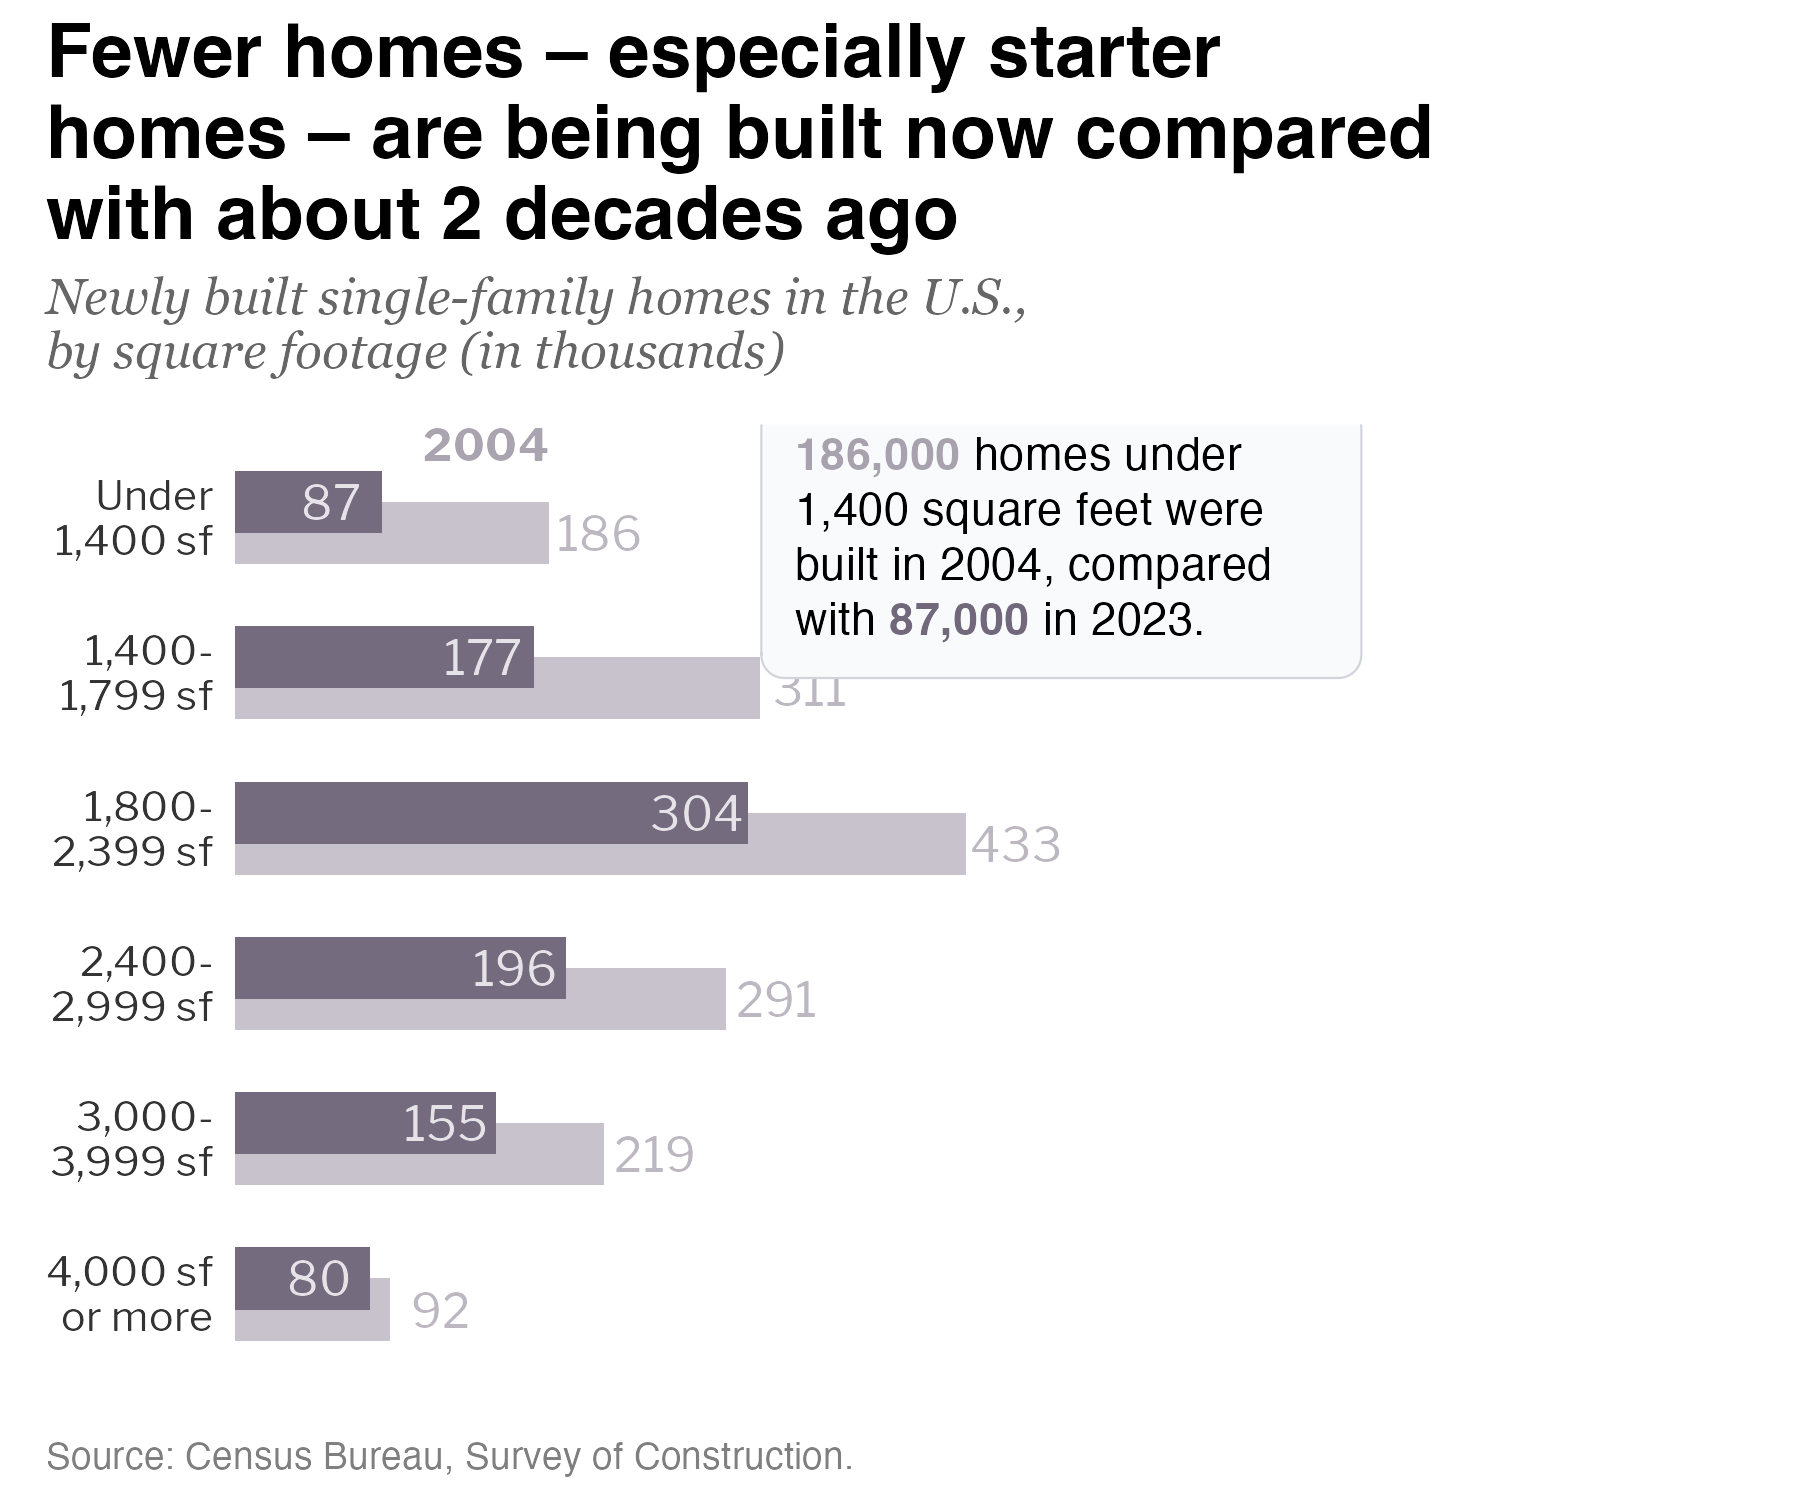 Fewer homes – especially starter
homes – are being built now compared
with about 2 decades ago
Newly built single-family homes in the U.S.,
by square footage (in thousands)
2004
186,000 homes under
1,400 square feet were
built in 2004, compared
with 87,000 in 2023.
Under
1,400 sf
87
186
1,400-
1,799 sf
177
311
1,800-
2,399 sf
304
433
2,400-
2,999 sf
196
291
3,000-
3,999 sf
155
219
4,000 sf
or more
80
92
Source: Census Bureau, Survey of Construction.